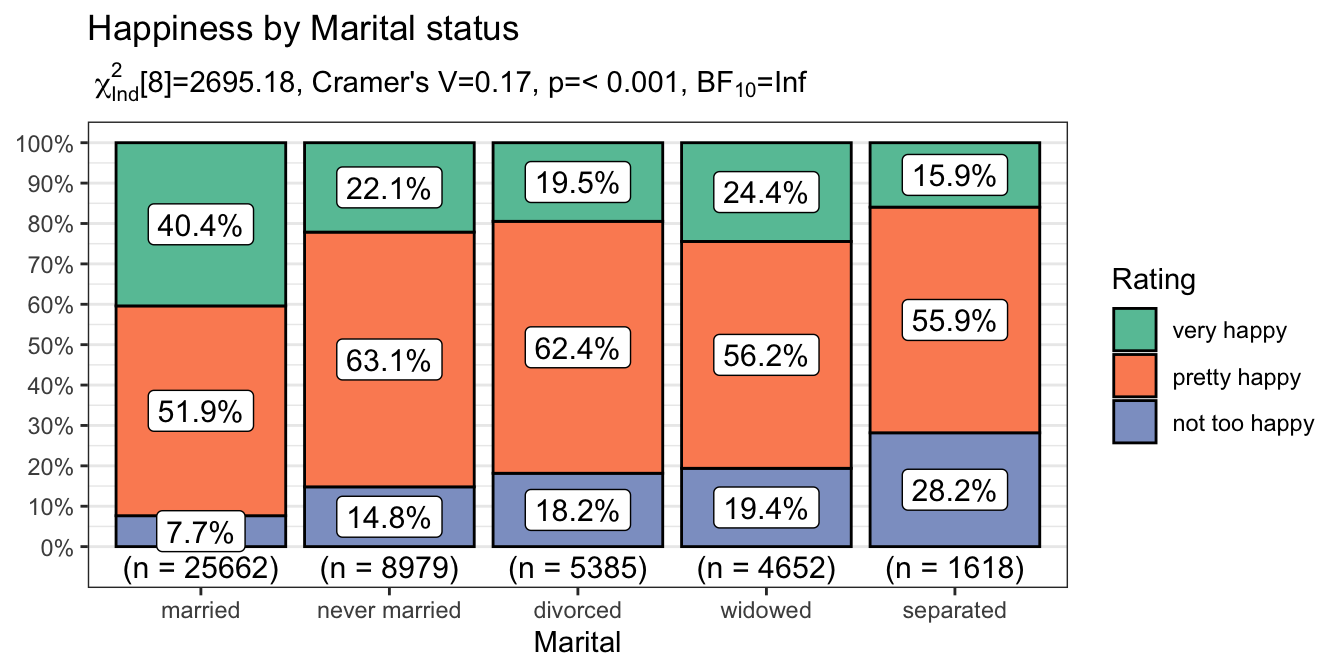 Happiness by Marital status
χ²Ind[8]=2695.18, Cramer's V=0.17, p=< 0.001, BF₁₀=Inf
100%
90%
80%
70%
60%
50%
40%
30%
20%
10%
0%
40.4%
51.9%
7.7%
(n = 25662)
22.1%
63.1%
14.8%
(n = 8979)
19.5%
62.4%
18.2%
(n = 5385)
24.4%
56.2%
19.4%
(n = 4652)
15.9%
55.9%
28.2%
(n = 1618)
married
never married
divorced
widowed
separated
Marital
Rating
very happy
pretty happy
not too happy